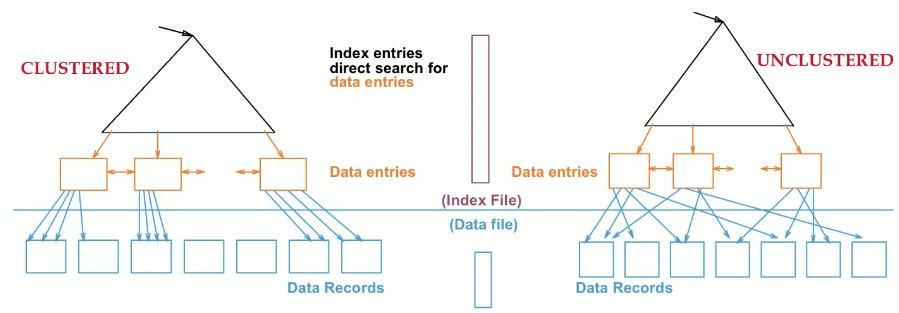 CLUSTERED
Index entries
direct search for
data entries
UNCLUSTERED
Data entries
Data entries
(Index File)
(Data file)
Data Records
Data Records